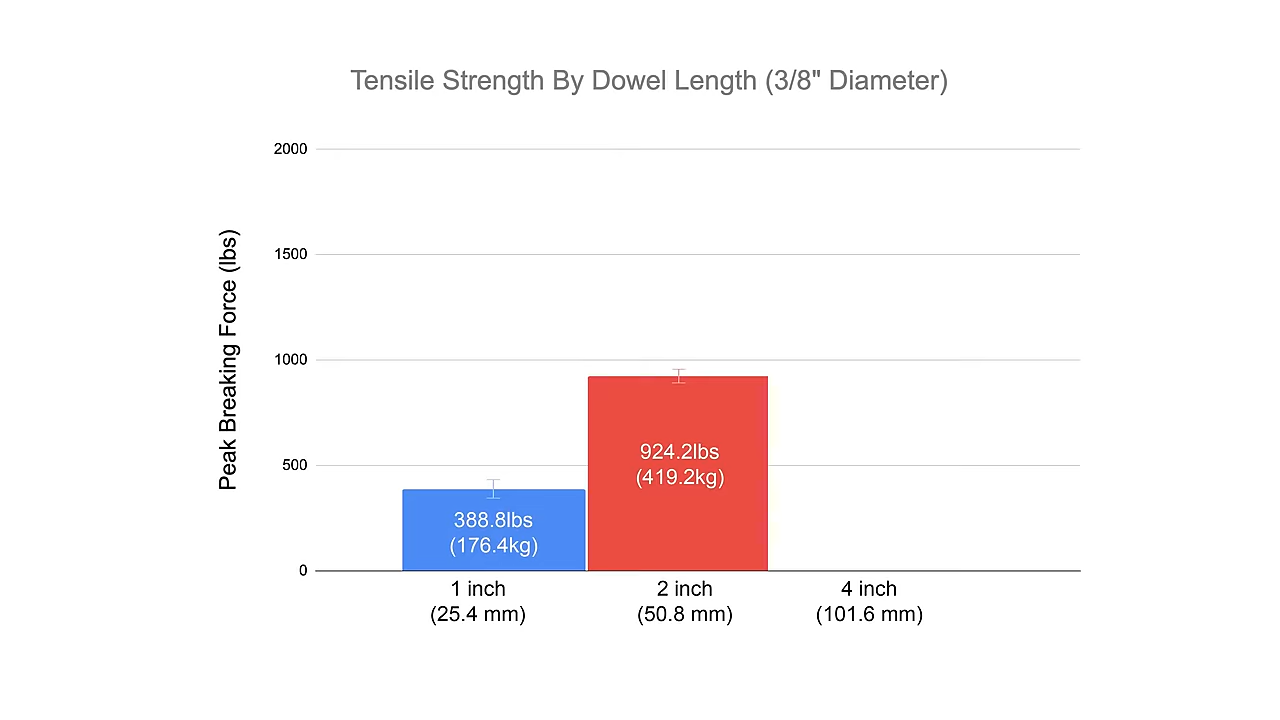 Tensile Strength By Dowel Length (3/8" Diameter)
Peak Breaking Force (lbs)
2000
1500
1000
500
0
388.8lbs
(176.4kg)
924.2lbs
(419.2kg)
1 inch
(25.4 mm)
2 inch
(50.8 mm)
4 inch
(101.6 mm)